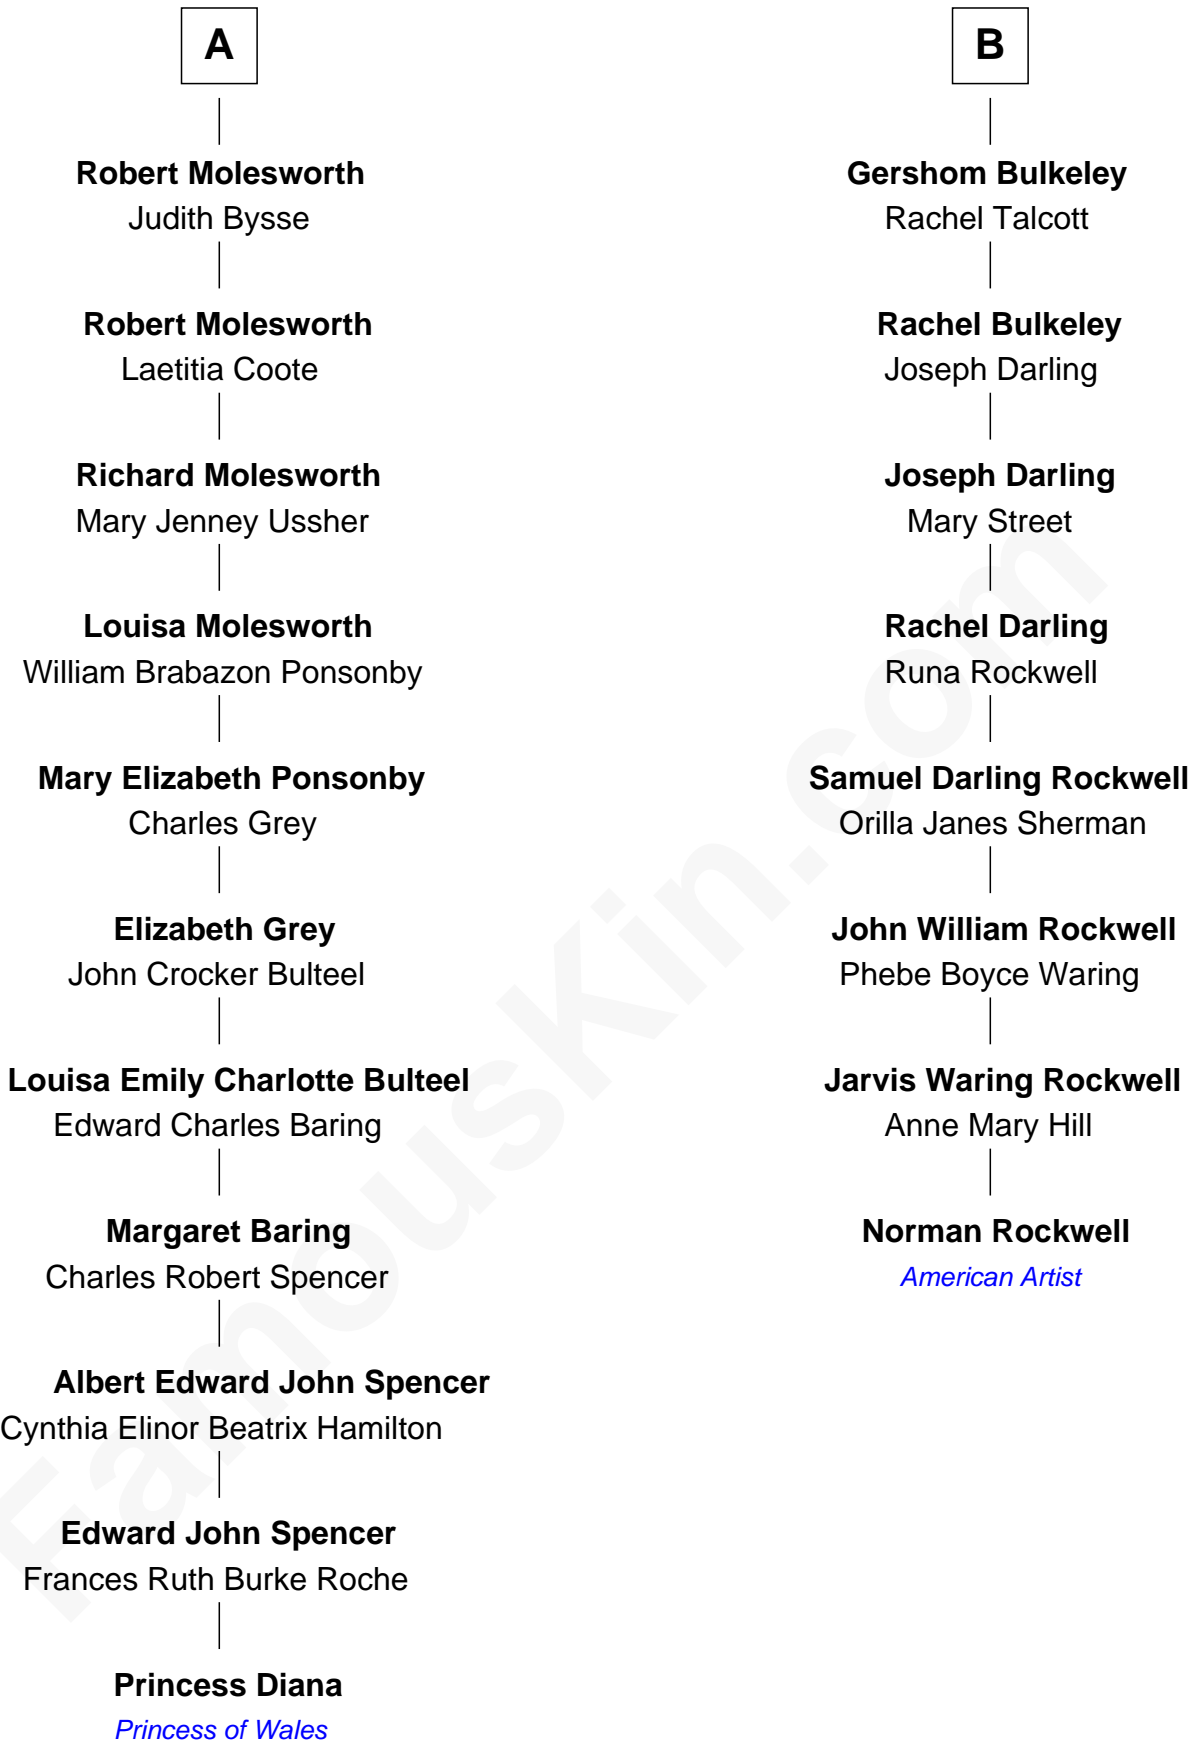 A
Robert Molesworth
Judith Bysse
Robert Molesworth
Laetitia Coote
Richard Molesworth
Mary Jenney Ussher
Louisa Molesworth
William Brabazon Ponsonby
Mary Elizabeth Ponsonby
Charles Grey
Elizabeth Grey
John Crocker Bulteel
Louisa Emily Charlotte Bulteel
Edward Charles Baring
Margaret Baring
Charles Robert Spencer
Albert Edward John Spencer
Cynthia Elinor Beatrix Hamilton
Edward John Spencer
Frances Ruth Burke Roche
Princess Diana
Princess of Wales
B
Gershom Bulkeley
Rachel Talcott
Rachel Bulkeley
Joseph Darling
Joseph Darling
Mary Street
Rachel Darling
Runa Rockwell
Samuel Darling Rockwell
Orilla Janes Sherman
John William Rockwell
Phebe Boyce Waring
Jarvis Waring Rockwell
Anne Mary Hill
Norman Rockwell
American Artist
FamousKin.com